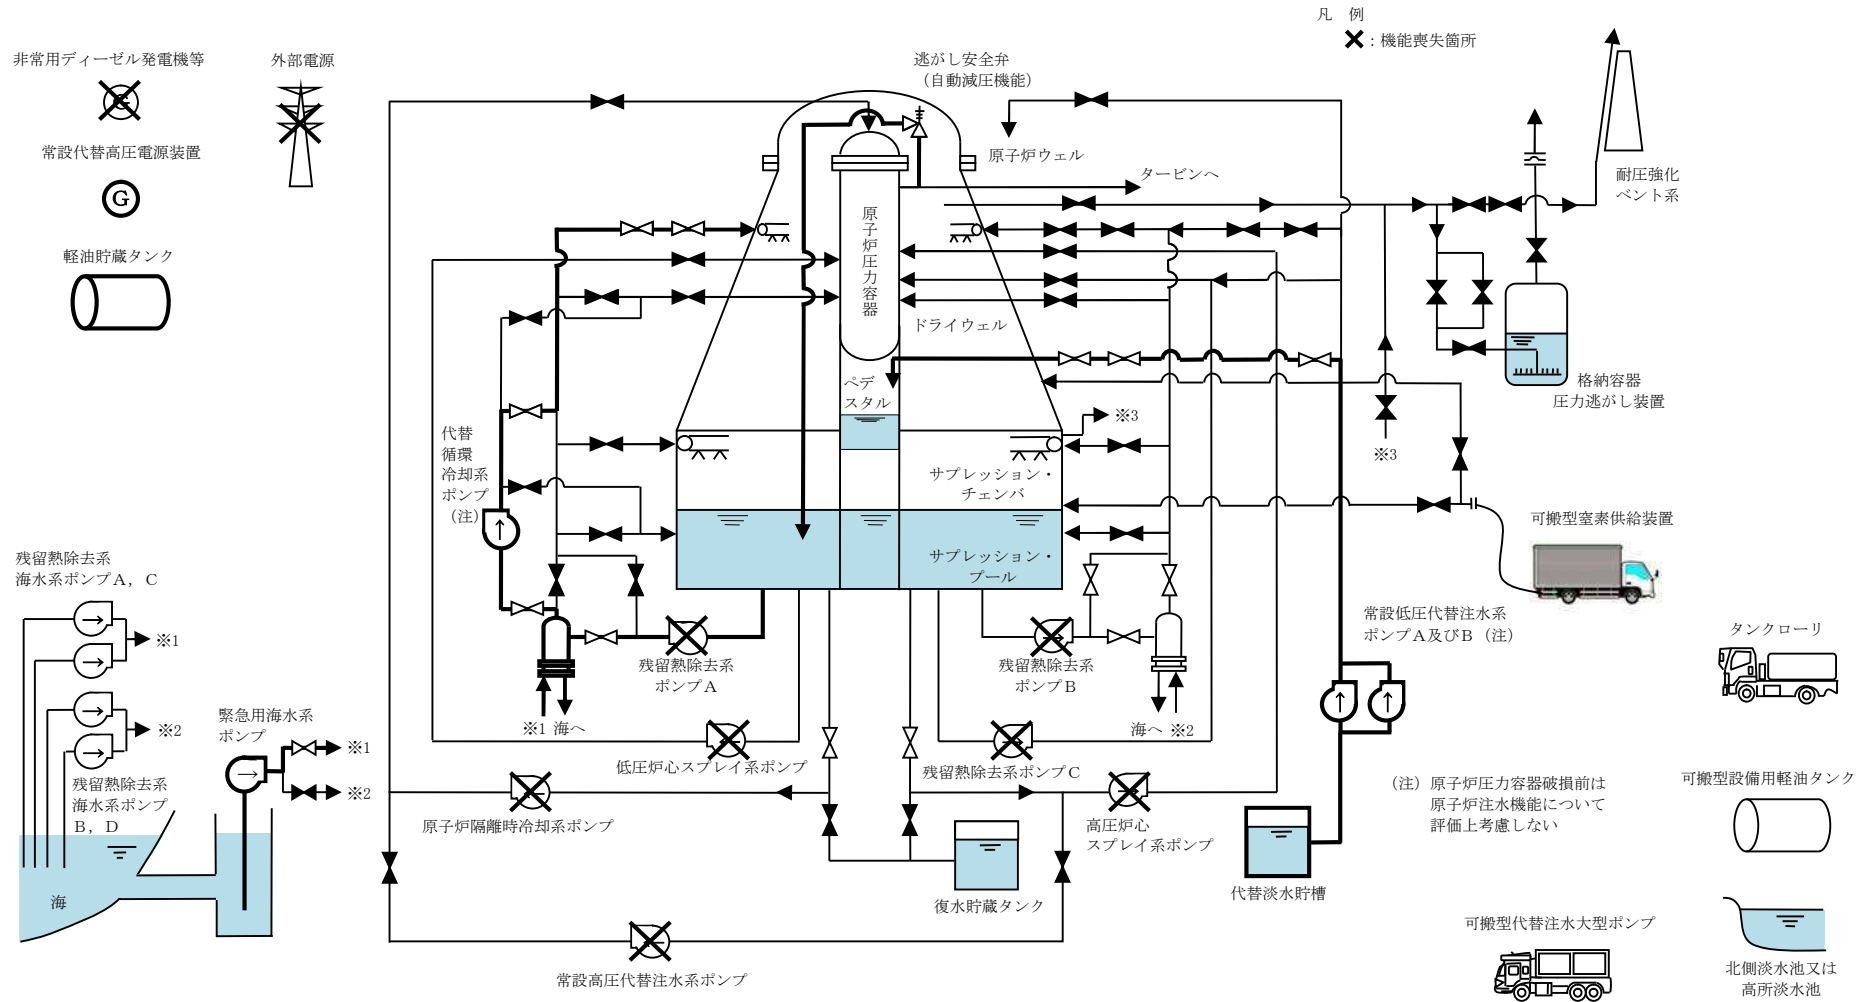 凡　例
：機能喪失箇所
非常用ディーゼル発電機等
外部電源
G
常設代替高圧電源装置
G
軽油貯蔵タンク
逃がし安全弁
（自動減圧機能）
原子炉ウェル
タービンへ
耐圧強化
ベント系
原子炉圧力容器
ドライウェル
ペデ
スタル
格納容器
圧力逃がし装置
※3
※3
代替
循環
冷却系
ポンプ
（注）
サプレッション・
チェンバ
サプレッション・
プール
可搬型窒素供給装置
残留熱除去系
海水系ポンプＡ，Ｃ
※1
※2
残留熱除去系
海水系ポンプ
Ｂ，Ｄ
緊急用海水系
ポンプ
※1
※2
海
残留熱除去系
ポンプＡ
※1 海へ
残留熱除去系
ポンプＢ
海へ ※2
常設低圧代替注水系
ポンプＡ及びＢ（注）
タンクローリ
低圧炉心スプレイ系ポンプ
残留熱除去系ポンプＣ
原子炉隔離時冷却系ポンプ
高圧炉心
スプレイ系ポンプ
（注）原子炉圧力容器破損前は
原子炉注水機能について
評価上考慮しない
可搬型設備用軽油タンク
復水貯蔵タンク
代替淡水貯槽
常設高圧代替注水系ポンプ
可搬型代替注水大型ポンプ
北側淡水池又は
高所淡水池